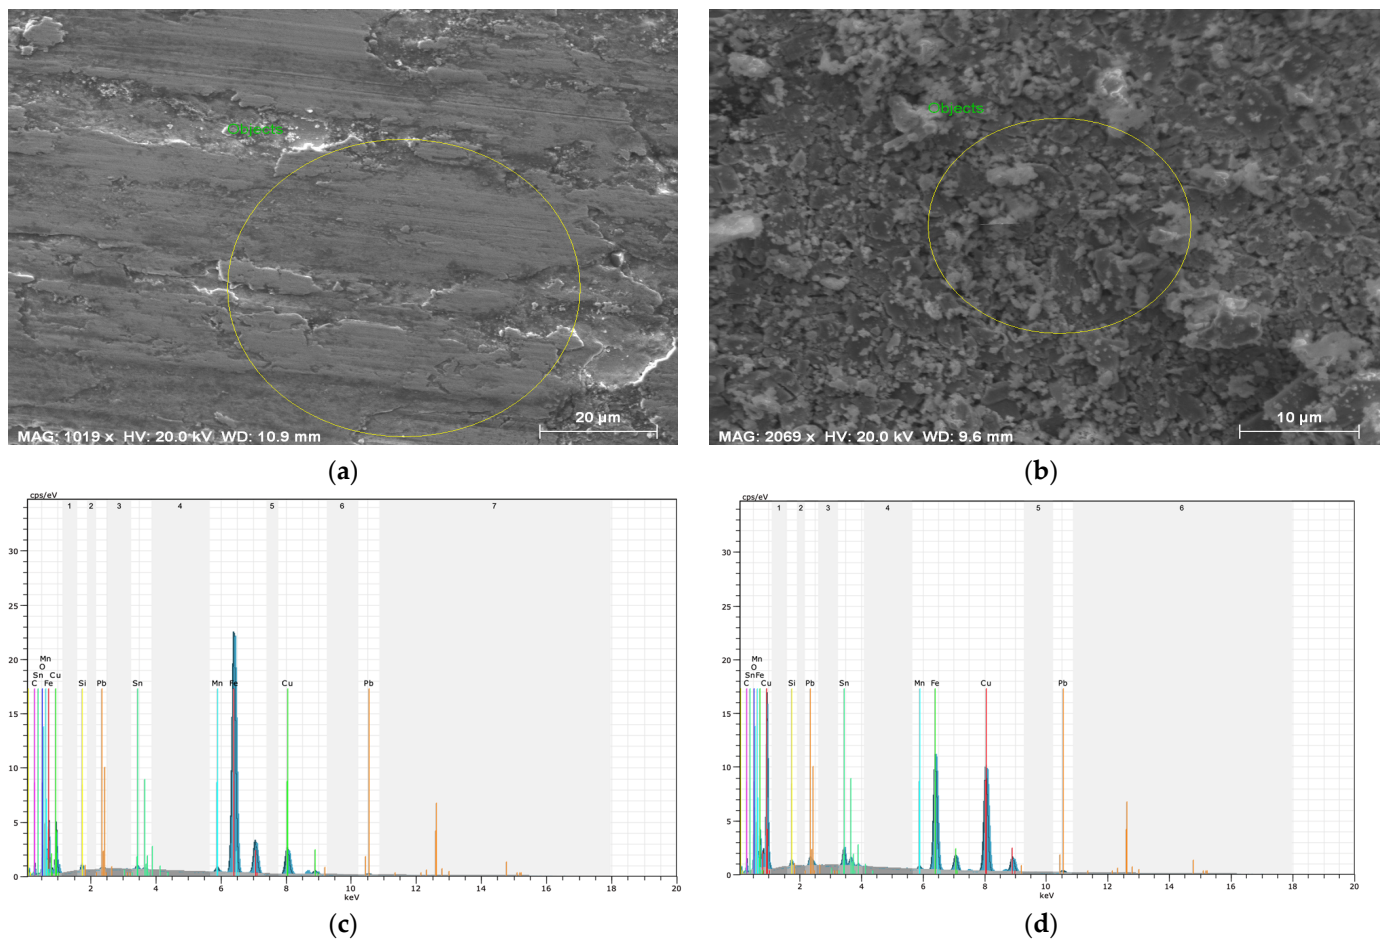 Objects
20 µm
MAG: 1019 x HV: 20.0 kV WD: 10.9 mm
(a)
Objects
10 µm
MAG: 2069 x HV: 20.0 kV WD: 9.6 mm
(b)
cps/eV
1 2 3 4 5 6 7
30
25
20
15
10
5
0
Mn
O
Sn Cu
C Fe Si Pb Sn Mn Fe Cu Pb
2 4 6 8 10 12 14 16 18 20
keV
(c)
cps/eV
1 2 3 4 5 6
30
25
20
15
10
5
0
Mn
O
Sn Fe
C Cu Si Pb Sn Mn Fe Cu Pb
2 4 6 8 10 12 14 16 18 20
keV
(d)